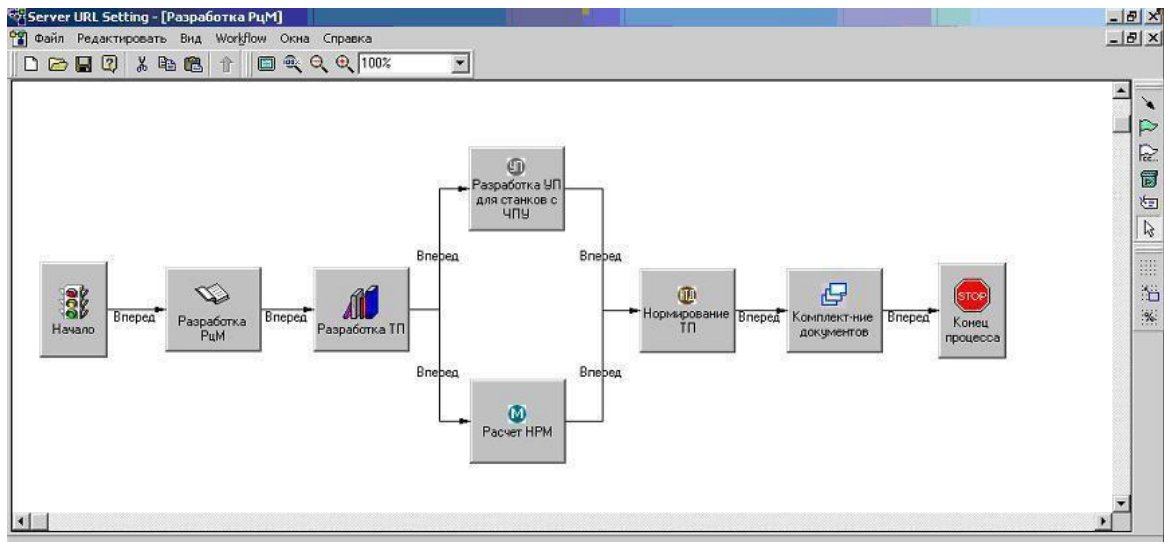 Server URL Setting - [Разработка РцМ]
Файл Редактировать Вид Workflow Окна Справка
100%
УП
Разработка УП
для станков с
ЧПУ
Вперед
Вперед
Начало
Вперед
Разработка
РцМ
Вперед
Разработка ТП
Нормирование
ТП
Вперед
Комплект-ние
документов
Вперед
STOP
Конец
процесса
Вперед
Вперед
М
Расчет НРМ